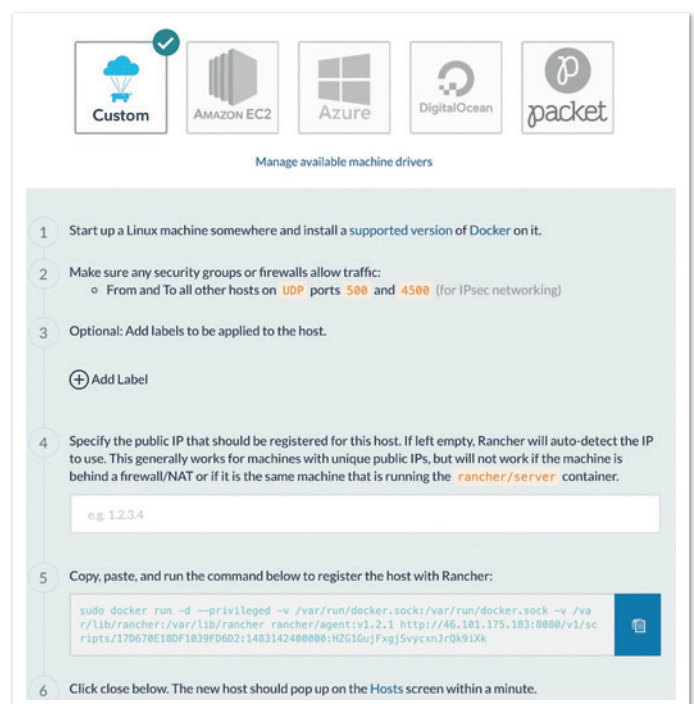 Custom
AMAZON EC2
Azure
DigitalOcean
packet
Manage available machine drivers
1 Start up a Linux machine somewhere and install a supported version of Docker on it.
2 Make sure any security groups or firewalls allow traffic:
From and To all other hosts on UDP ports 500 and 4500 (for IPsec networking)
3 Optional: Add labels to be applied to the host.
Add Label
4 Specify the public IP that should be registered for this host. If left empty, Rancher will auto-detect the IP
to use. This generally works for machines with unique public IPs, but will not work if the machine is
behind a firewall/NAT or if it is the same machine that is running the rancher/server container.
e.g. 1.2.3.4
5 Copy, paste, and run the command below to register the host with Rancher:
sudo docker run -d --privileged -v /var/run/docker.sock:/var/run/docker.sock -v /va
r/lib/rancher:/var/lib/rancher rancher/agent:v1.2.1 http://46.101.175.183:8080/v1/sc
ripts/17D670E18DF1039FD6D2:1483142400000:HZG1GujFxgjSvycxnJrQk9iXk
6 Click close below. The new host should pop up on the Hosts screen within a minute.